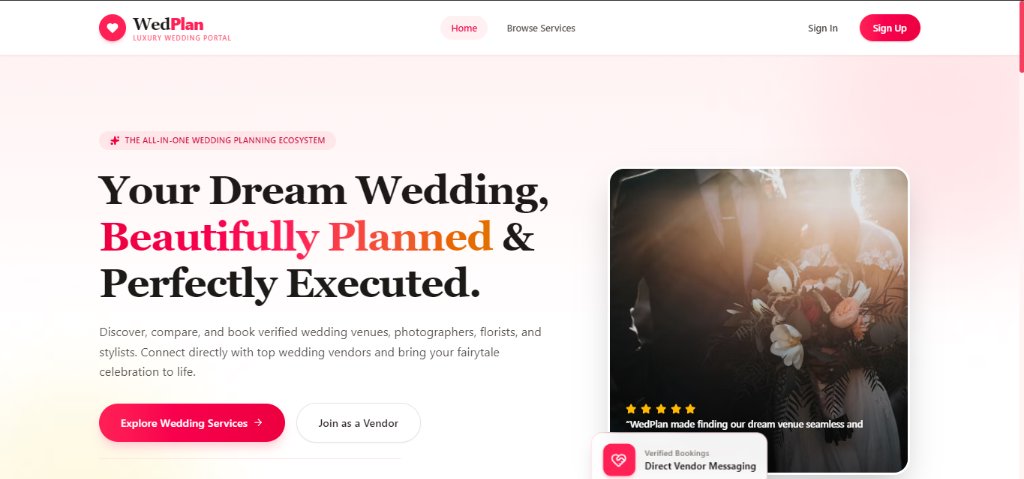 WedPlan
LUXURY WEDDING PORTAL
Home
Browse Services
Sign In
Sign Up
THE ALL-IN-ONE WEDDING PLANNING ECOSYSTEM
Your Dream Wedding,
Beautifully Planned &
Perfectly Executed.
Discover, compare, and book verified wedding venues, photographers, florists, and
stylists. Connect directly with top wedding vendors and bring your fairytale
celebration to life.
Explore Wedding Services →
Join as a Vendor
"WedPlan made finding our dream venue seamless and
Verified Bookings
Direct Vendor Messaging